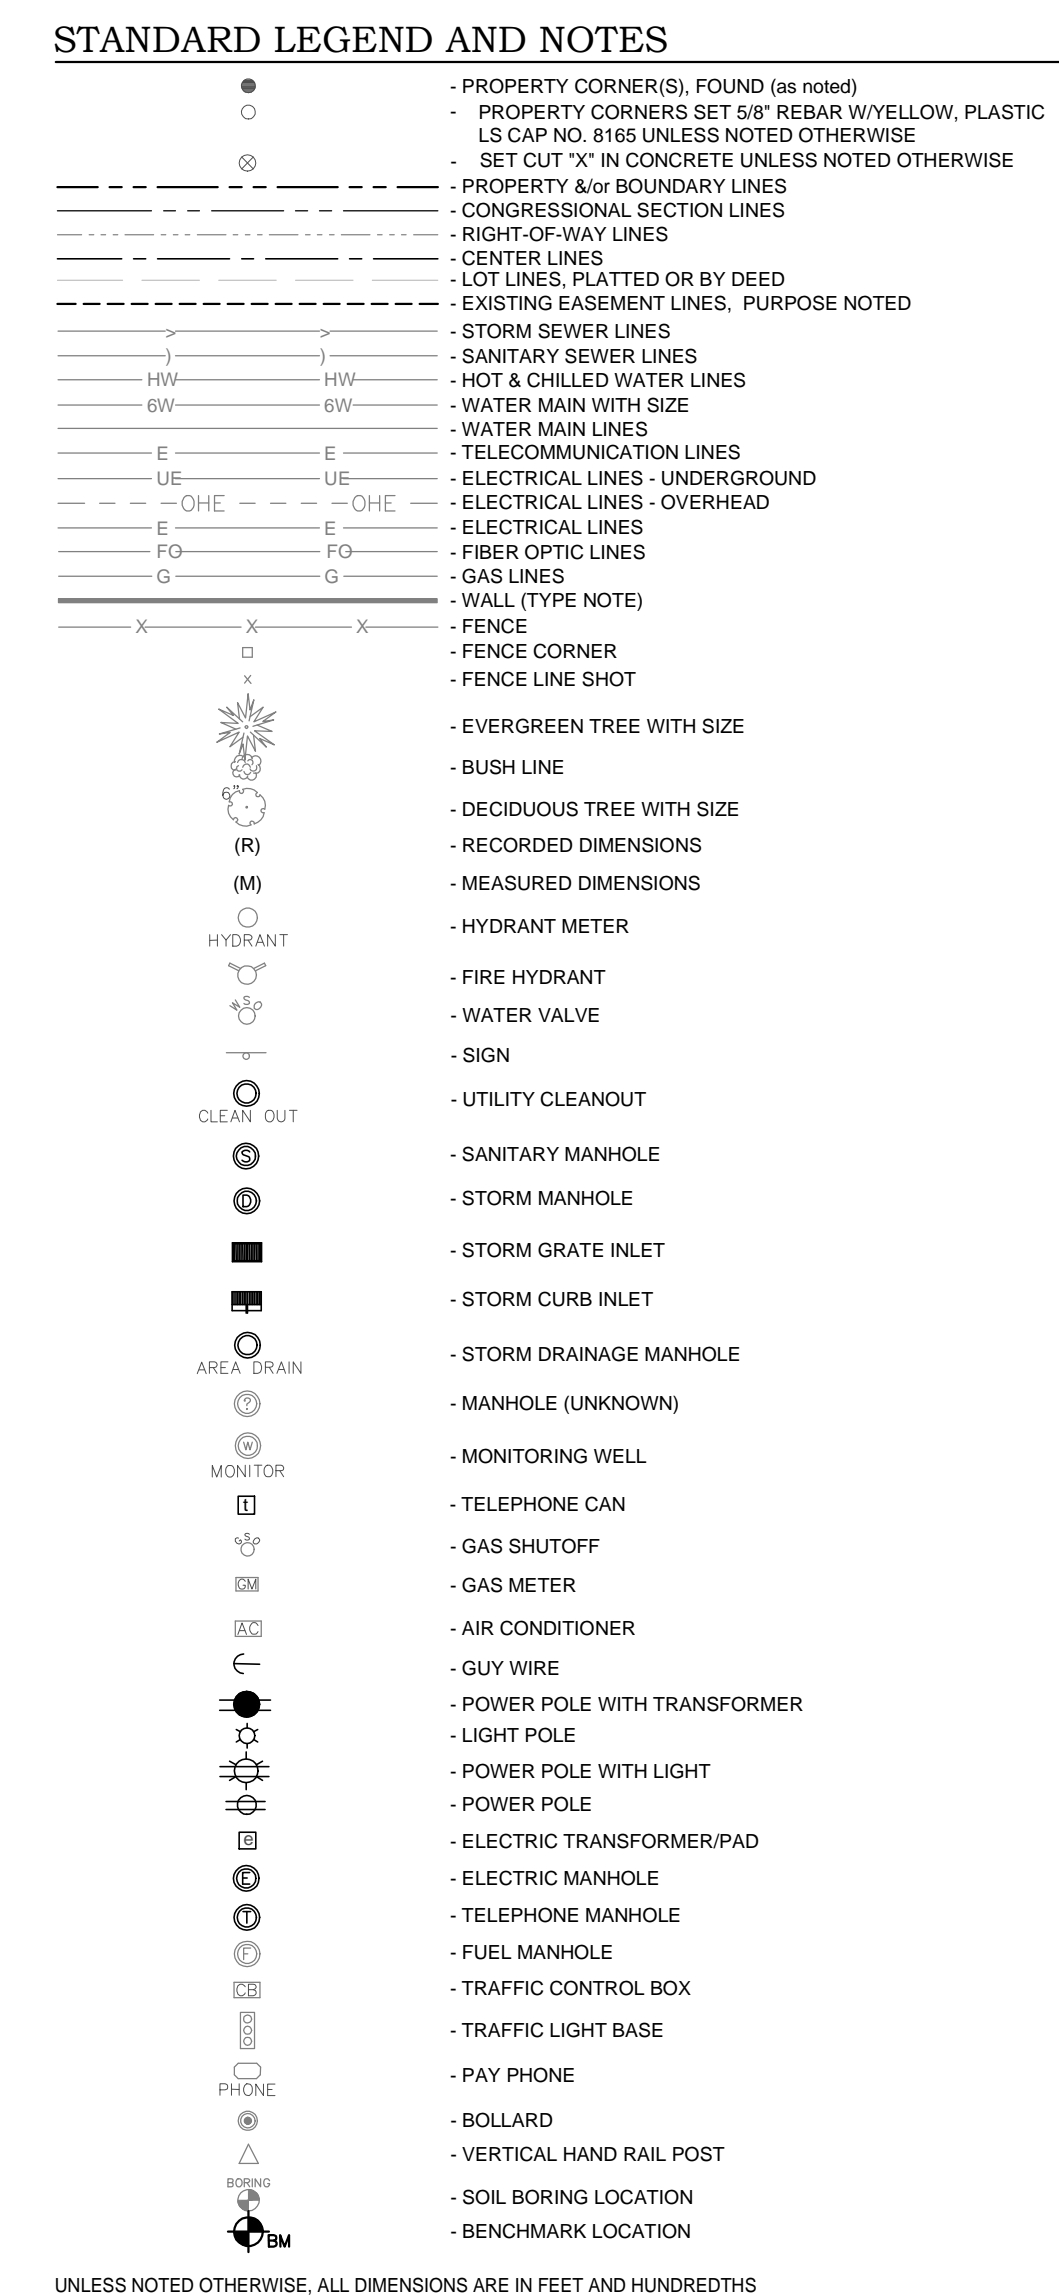 STANDARD LEGEND AND NOTES
- PROPERTY CORNER(S), FOUND (as noted)
- PROPERTY CORNERS SET 5/8" REBAR W/YELLOW, PLASTIC
LS CAP NO. 8165 UNLESS NOTED OTHERWISE
- SET CUT "X" IN CONCRETE UNLESS NOTED OTHERWISE
- PROPERTY &/or BOUNDARY LINES
- CONGRESSIONAL SECTION LINES
- RIGHT-OF-WAY LINES
- CENTER LINES
- LOT LINES, PLATTED OR BY DEED
- EXISTING EASEMENT LINES, PURPOSE NOTED
> > - STORM SEWER LINES
) ) - SANITARY SEWER LINES
HW HW - HOT & CHILLED WATER LINES
6W 6W - WATER MAIN WITH SIZE
- WATER MAIN LINES
E E - TELECOMMUNICATION LINES
UE UE - ELECTRICAL LINES - UNDERGROUND
OHE OHE - ELECTRICAL LINES - OVERHEAD
E E - ELECTRICAL LINES
FO FO - FIBER OPTIC LINES
G G - GAS LINES
- WALL (TYPE NOTE)
X X X - FENCE
- FENCE CORNER
x - FENCE LINE SHOT
- EVERGREEN TREE WITH SIZE
- BUSH LINE
6" - DECIDUOUS TREE WITH SIZE
(R) - RECORDED DIMENSIONS
(M) - MEASURED DIMENSIONS
HYDRANT - HYDRANT METER
- FIRE HYDRANT
WSO - WATER VALVE
- SIGN
CLEAN OUT - UTILITY CLEANOUT
S - SANITARY MANHOLE
D - STORM MANHOLE
- STORM GRATE INLET
- STORM CURB INLET
AREA DRAIN - STORM DRAINAGE MANHOLE
? - MANHOLE (UNKNOWN)
W
MONITOR - MONITORING WELL
t - TELEPHONE CAN
GSO - GAS SHUTOFF
GM - GAS METER
AC - AIR CONDITIONER
- GUY WIRE
- POWER POLE WITH TRANSFORMER
- LIGHT POLE
- POWER POLE WITH LIGHT
- POWER POLE
e - ELECTRIC TRANSFORMER/PAD
E - ELECTRIC MANHOLE
T - TELEPHONE MANHOLE
F - FUEL MANHOLE
CB - TRAFFIC CONTROL BOX
- TRAFFIC LIGHT BASE
PHONE - PAY PHONE
- BOLLARD
- VERTICAL HAND RAIL POST
BORING
- SOIL BORING LOCATION
BM - BENCHMARK LOCATION
UNLESS NOTED OTHERWISE, ALL DIMENSIONS ARE IN FEET AND HUNDREDTHS